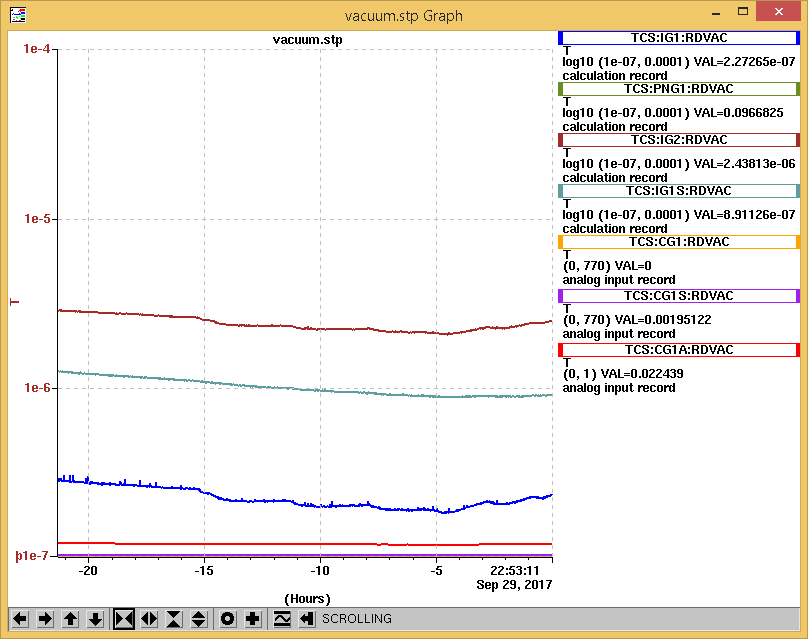 vacuum.stp Graph
vacuum.stp
1e-4
1e-5
T
1e-6
1e-7
-20
-15
-10
-5
22:53:11
Sep 29, 2017
(Hours)
TCS:IG1:RDVAC
T
log10 (1e-07, 0.0001) VAL=2.27265e-07
calculation record
TCS:PNG1:RDVAC
T
log10 (1e-07, 0.0001) VAL=0.0966825
calculation record
TCS:IG2:RDVAC
T
log10 (1e-07, 0.0001) VAL=2.43813e-06
calculation record
TCS:IG1S:RDVAC
T
log10 (1e-07, 0.0001) VAL=8.91126e-07
calculation record
TCS:CG1:RDVAC
T
(0, 770) VAL=0
analog input record
TCS:CG1S:RDVAC
T
(0, 770) VAL=0.00195122
analog input record
TCS:CG1A:RDVAC
T
(0, 1) VAL=0.022439
analog input record
SCROLLING